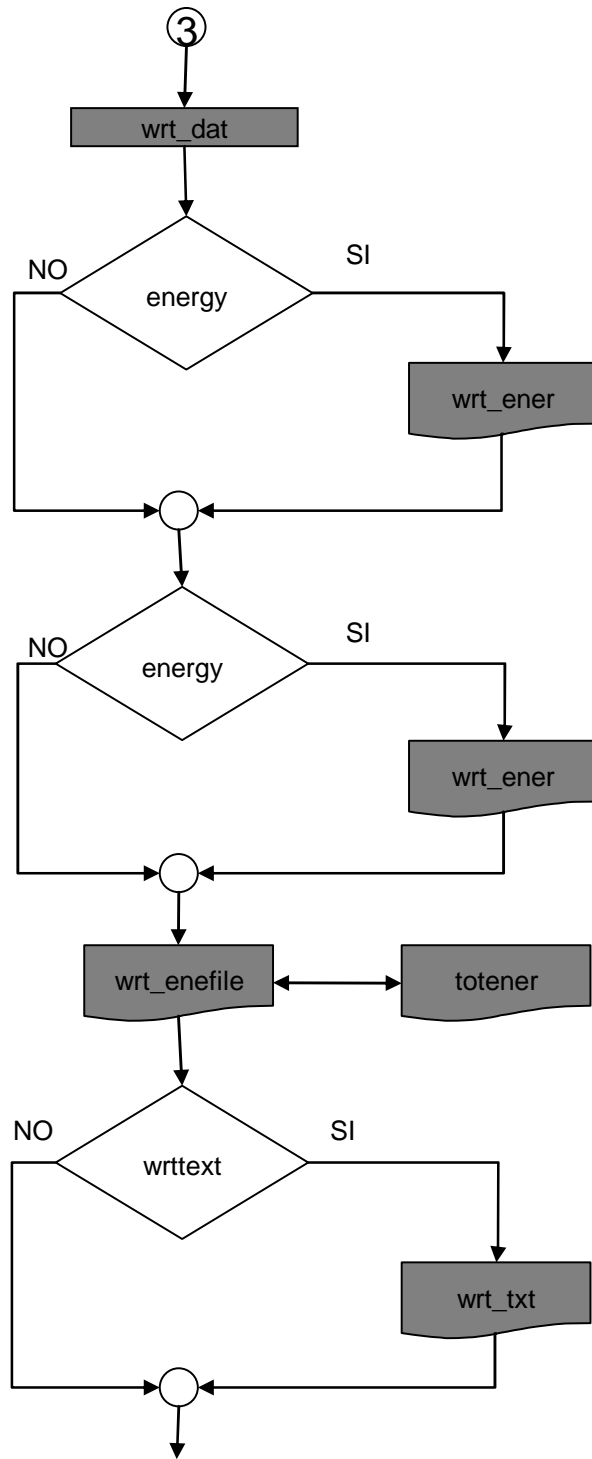 3
wrt_dat
NO
SI
energy
wrt_ener
NO
SI
energy
wrt_ener
wrt_enefile
totener
NO
SI
wrttext
wrt_txt